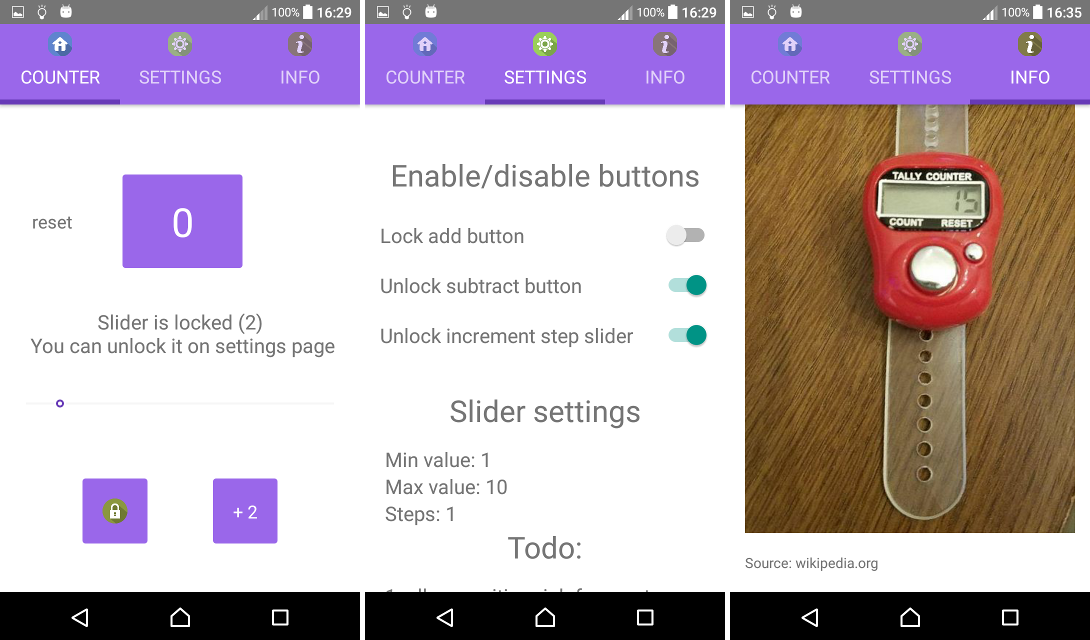 100% 16:29
COUNTER SETTINGS INFO
reset
0
Slider is locked (2)
You can unlock it on settings page
+ 2
100% 16:29
COUNTER SETTINGS INFO
Enable/disable buttons
Lock add button
Unlock subtract button
Unlock increment step slider
Slider settings
Min value: 1
Max value: 10
Steps: 1
Todo:
100% 16:35
COUNTER SETTINGS INFO
TALLY COUNTER
15
COUNT RESET
Source: wikipedia.org